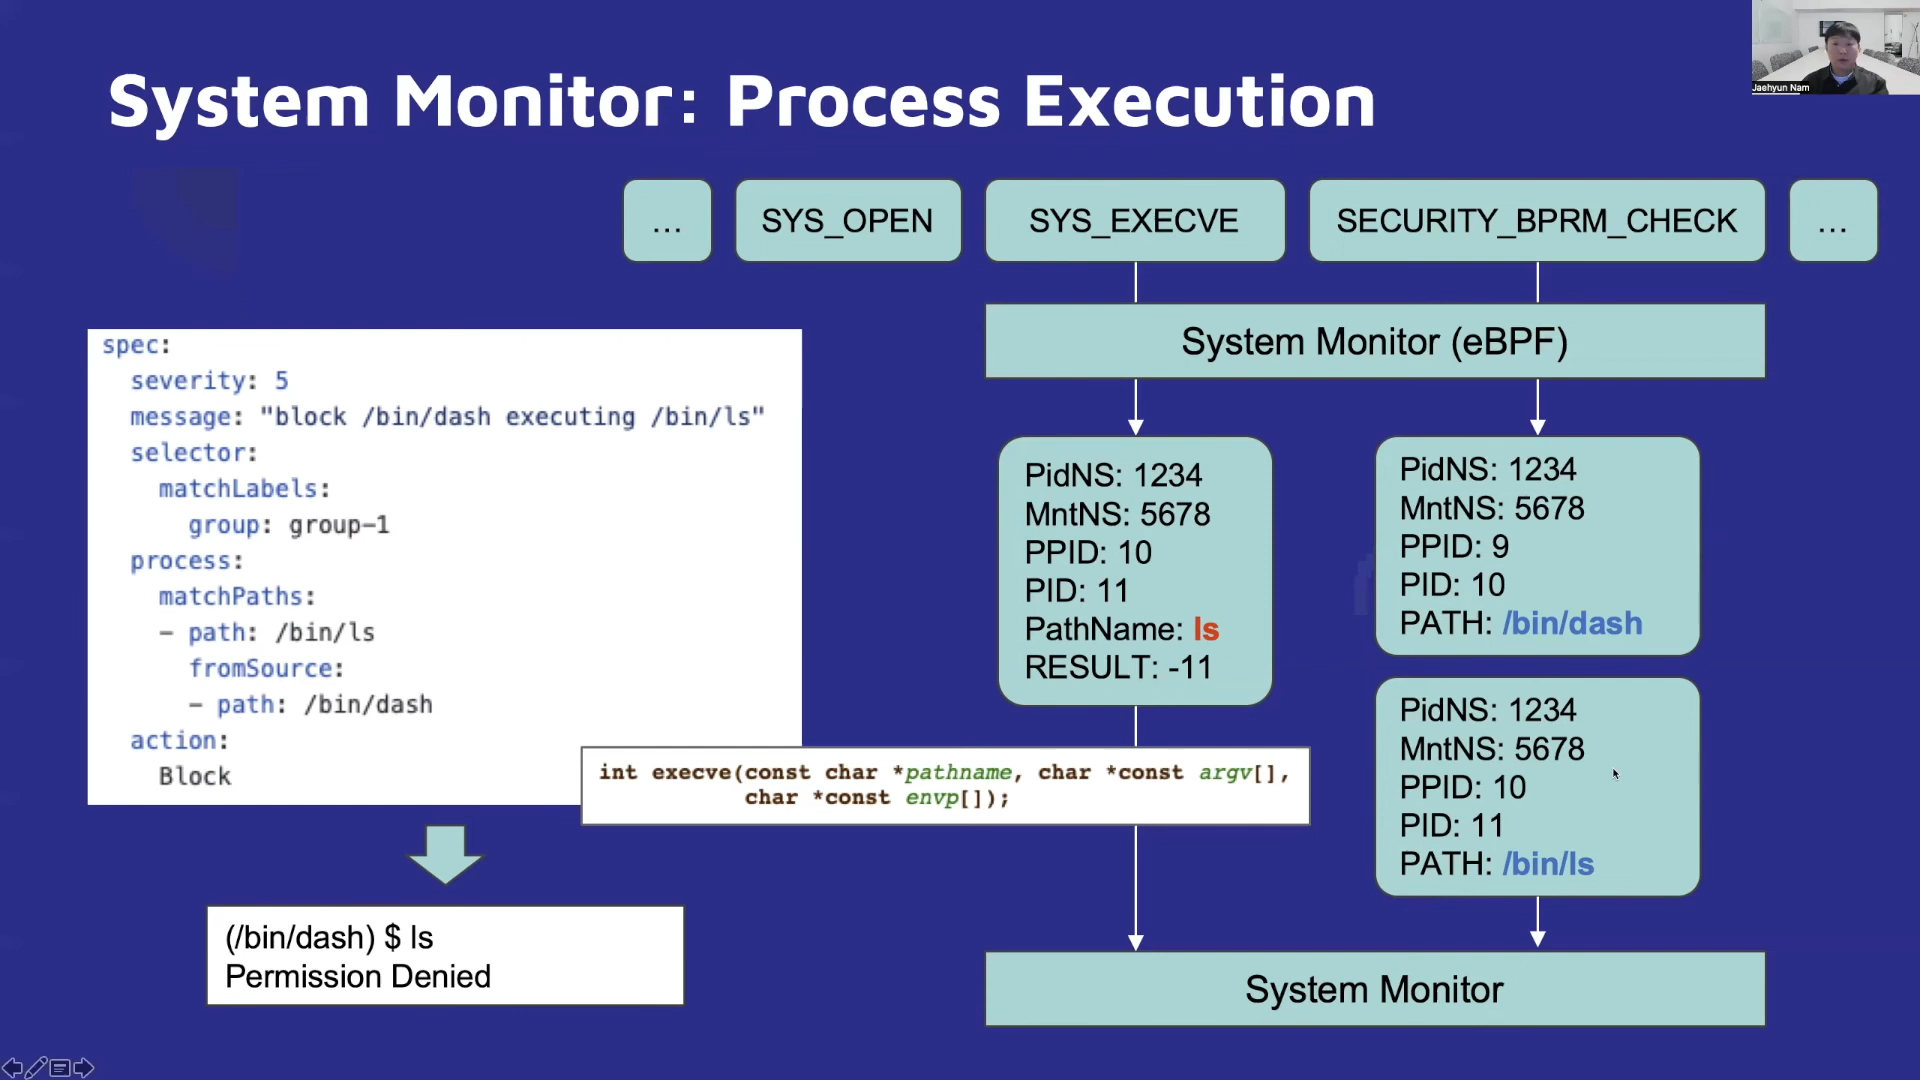 System Monitor: Process Execution
Jaehyun Nam
...
SYS_OPEN
SYS_EXECVE
SECURITY_BPRM_CHECK
...
System Monitor (eBPF)
spec:
severity: 5
message: "block /bin/dash executing /bin/ls"
selector:
matchLabels:
group: group-1
process:
matchPaths:
- path: /bin/ls
fromSource:
- path: /bin/dash
action:
Block
(/bin/dash) $ ls
Permission Denied
PidNS: 1234
MntNS: 5678
PPID: 10
PID: 11
PathName: ls
RESULT: -11
int execve(const char *pathname, char *const argv[],
char *const envp[]);
PidNS: 1234
MntNS: 5678
PPID: 9
PID: 10
PATH: /bin/dash
PidNS: 1234
MntNS: 5678
PPID: 10
PID: 11
PATH: /bin/ls
System Monitor